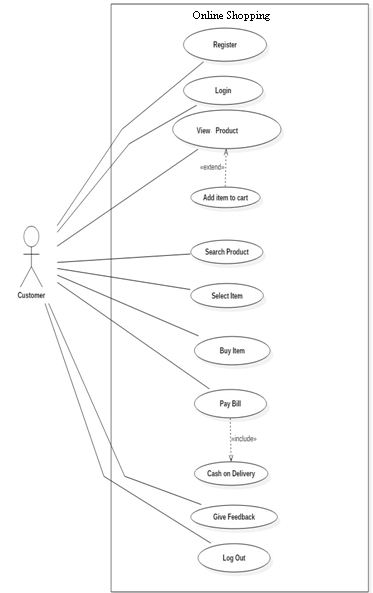 Online Shopping
Register
Login
View Product
«extend»
Add item to cart
Search Product
Select Item
Customer
Buy Item
Pay Bill
«include»
Cash on Delivery
Give Feedback
Log Out